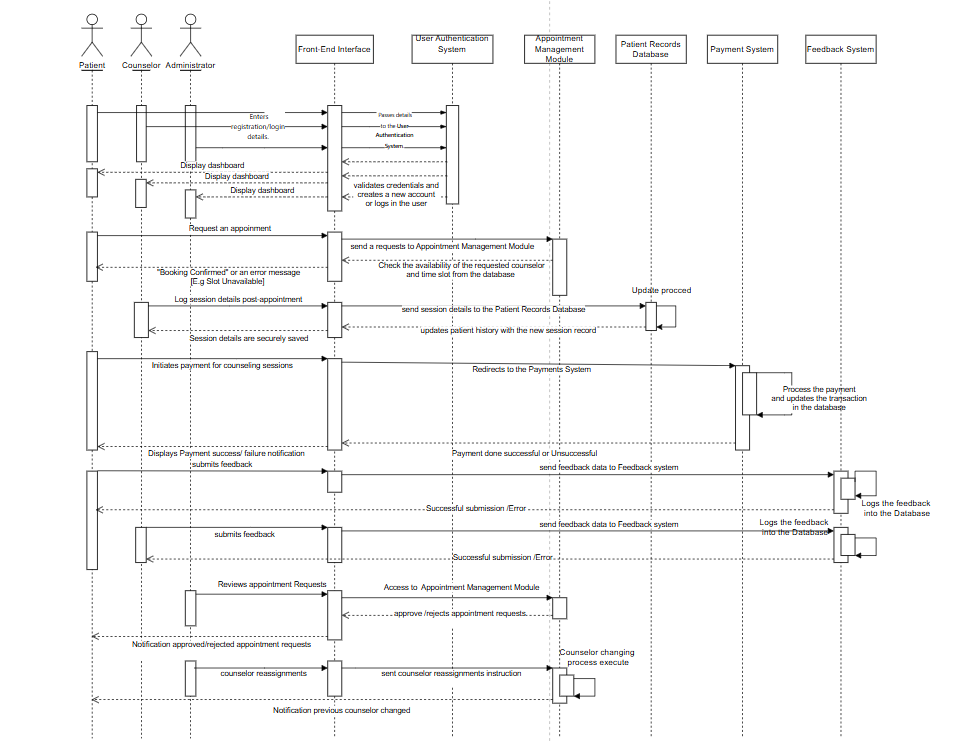 Patient
Counselor
Administrator
Front-End Interface
User Authentication
System
Appointment
Management
Module
Patient Records
Database
Payment System
Feedback System
Enters
registration/login
details.
Passes details
to the User
Authentication
System
Display dashboard
Display dashboard
Display dashboard
validates credentials and
creates a new account
or logs in the user
Request an appoinment
send a requests to Appointment Management Module
"Booking Confirmed" or an error message
[E.g Slot Unavailable]
Check the availability of the requested counselor
and time slot from the database
Update procced
Log session details post-appointment
send session details to the Patient Records Database
Session details are securely saved
updates patient history with the new session record
Initiates payment for counseling sessions
Redirects to the Payments System
Process the payment
and updates the transaction
in the database
Displays Payment success/ failure notification
Payment done successful or Unsuccessful
submits feedback
send feedback data to Feedback system
Logs the feedback
into the Database
Successful submission /Error
submits feedback
send feedback data to Feedback system
Logs the feedback
into the Database
Successful submission /Error
Reviews appointment Requests
Access to Appointment Management Module
approve /rejects appointment requests
Notification approved/rejected appointment requests
Counselor changing
process execute
counselor reassignments
sent counselor reassignments instruction
Notification previous counselor changed